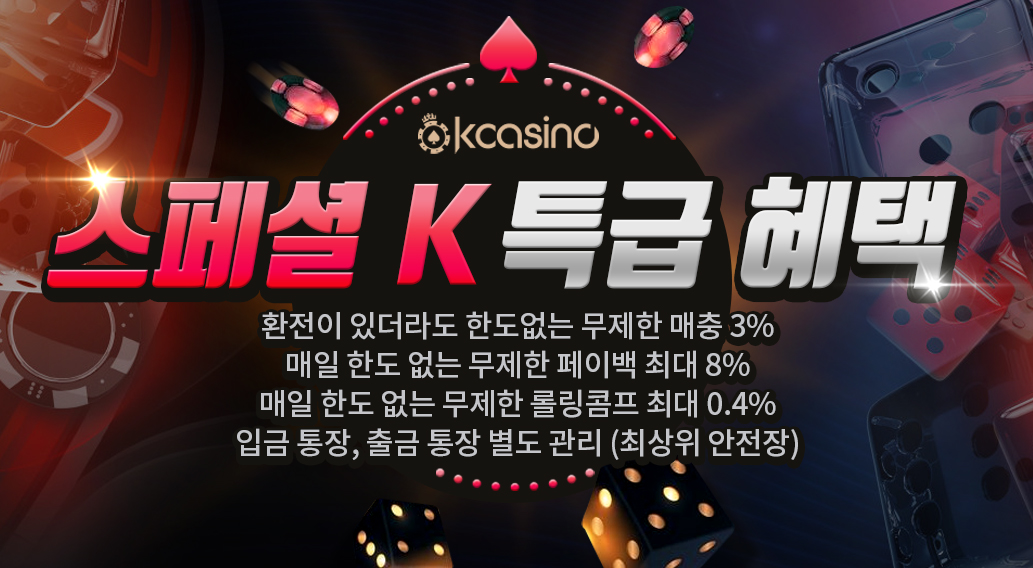 kcasino
스페셜 K 특급 혜택
환전이 있더라도 한도없는 무제한 매충 3%
매일 한도 없는 무제한 페이백 최대 8%
매일 한도 없는 무제한 롤링콤프 최대 0.4%
입금 통장, 출금 통장 별도 관리 (최상위 안전장)